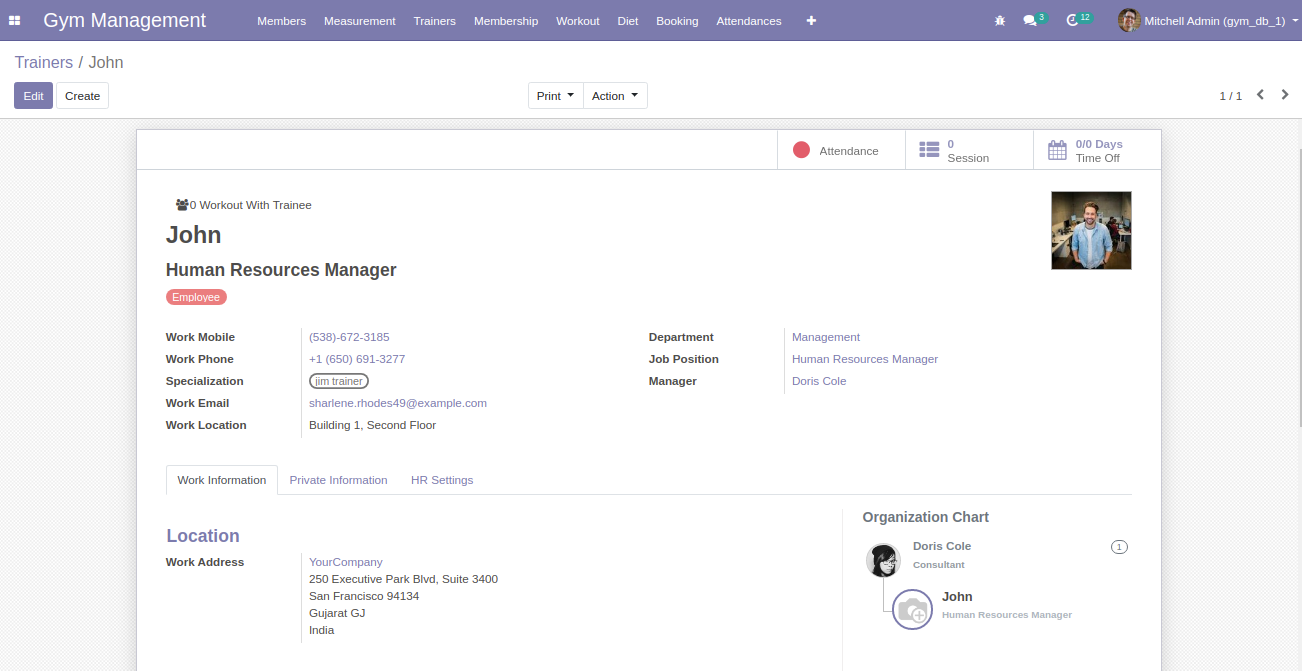 Gym Management Members Measurement Trainers Membership Workout Diet Booking Attendances + 3 12 Mitchell Admin (gym_db_1)
Trainers / John
Edit Create Print Action 1 / 1
Attendance
0
Session
0/0 Days
Time Off
0 Workout With Trainee
John
Human Resources Manager
Employee
Work Mobile (538)-672-3185
Work Phone +1 (650) 691-3277
Specialization jim trainer
Work Email sharlene.rhodes49@example.com
Work Location Building 1, Second Floor
Department Management
Job Position Human Resources Manager
Manager Doris Cole
Work Information Private Information HR Settings
Location
Work Address YourCompany
250 Executive Park Blvd, Suite 3400
San Francisco 94134
Gujarat GJ
India
Organization Chart
Doris Cole 1
Consultant
John
Human Resources Manager